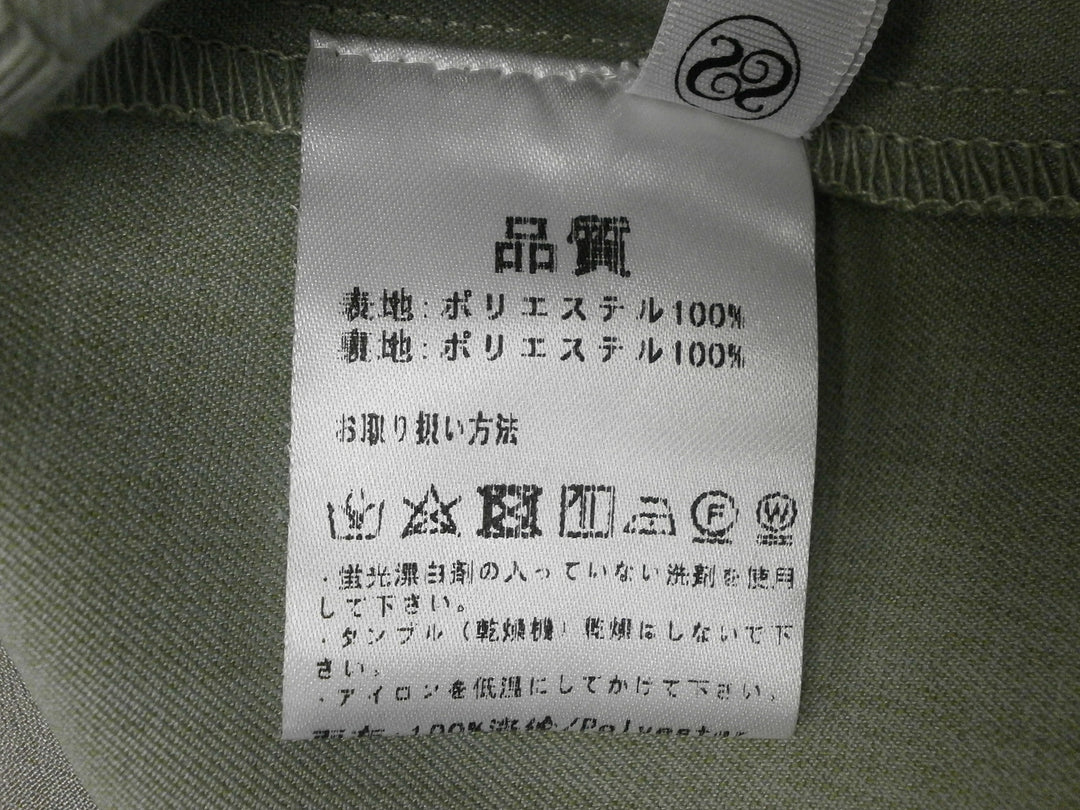 品質
表地:ポリエステル100%
裏地:ポリエステル100%
お取り扱い方法
F W
・蛍光漂白剤の入っていない洗剤を使用
して下さい。
・タンブル(乾燥機)乾燥はしないで下
さい。
・アイロンを低温にしてかけて下さい。
100%涤纶/Polyester